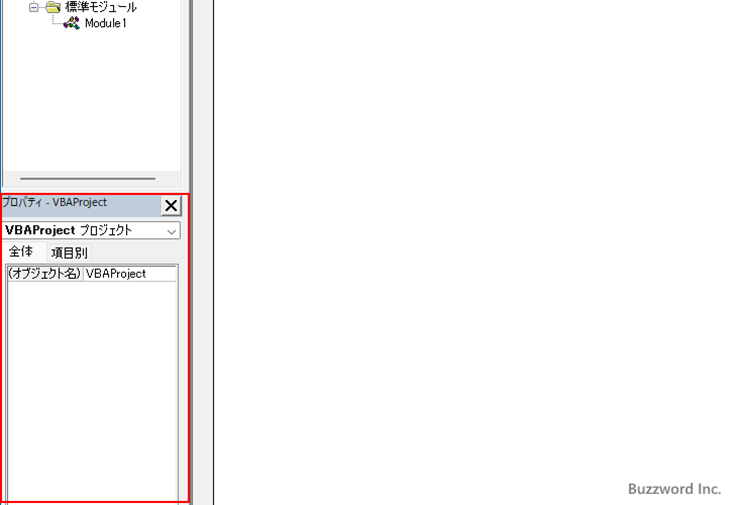 標準モジュール
Module1
プロパティ - VBAProject
VBAProject プロジェクト
全体 項目別
(オブジェクト名) VBAProject
Buzzword Inc.